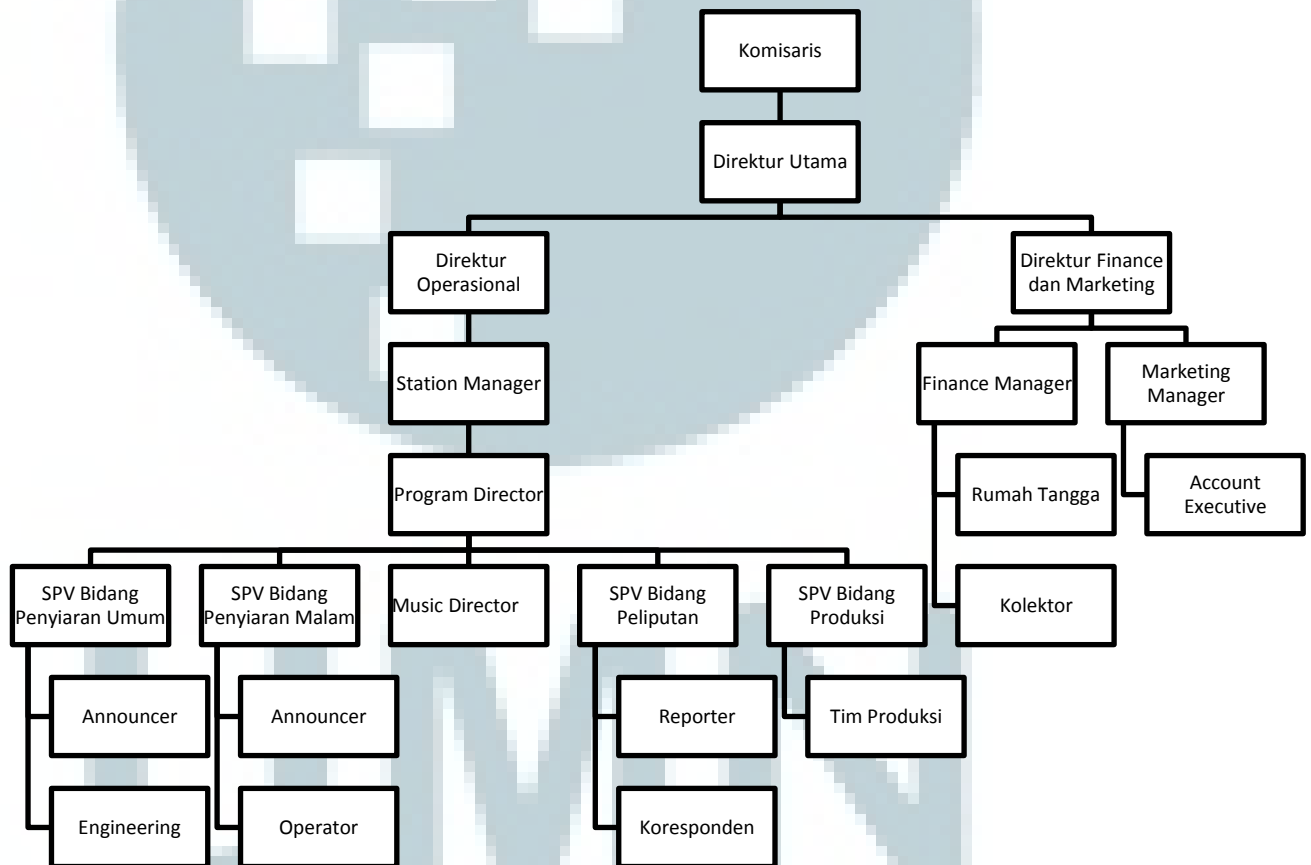 Komisaris
Direktur Utama
Direktur
Operasional
Direktur Finance
dan Marketing
Station Manager
Finance Manager
Marketing
Manager
Program Director
Rumah Tangga
Account
Executive
SPV Bidang
Penyiaran Umum
SPV Bidang
Penyiaran Malam
Music Director
SPV Bidang
Peliputan
SPV Bidang
Produksi
Kolektor
Announcer
Announcer
Reporter
Tim Produksi
Engineering
Operator
Koresponden